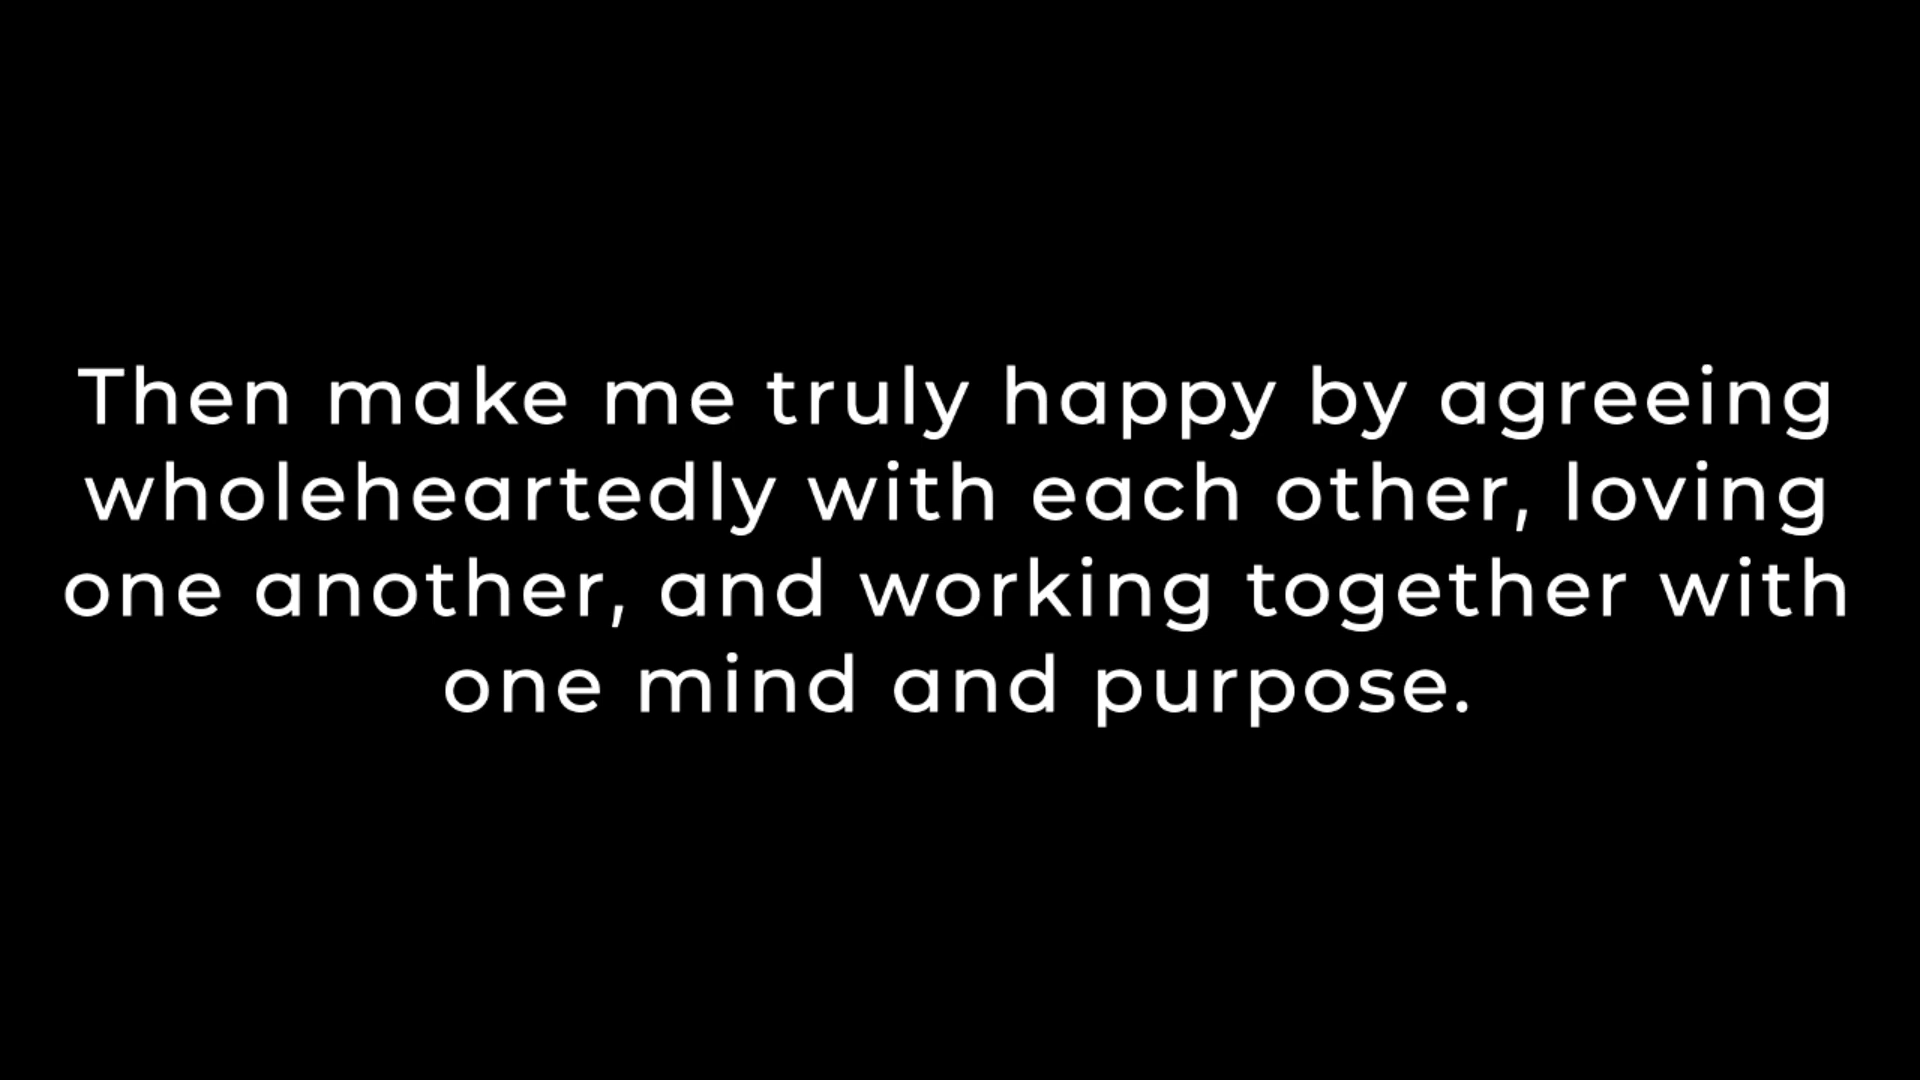 Then make me truly happy by agreeing
wholeheartedly with each other, loving
one another, and working together with
one mind and purpose.